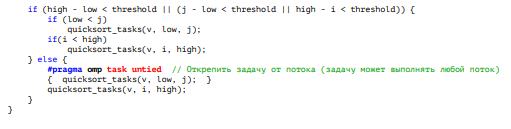 if (high - low < threshold || (j - low < threshold || high - i < threshold)) {
if (low < j)
quicksort_tasks(v, low, j);
if(i < high)
quicksort_tasks(v, i, high);
} else {
#pragma omp task untied // Открепить задачу от потока (задачу может выполнять любой поток)
{ quicksort_tasks(v, low, j); }
quicksort_tasks(v, i, high);
}
}